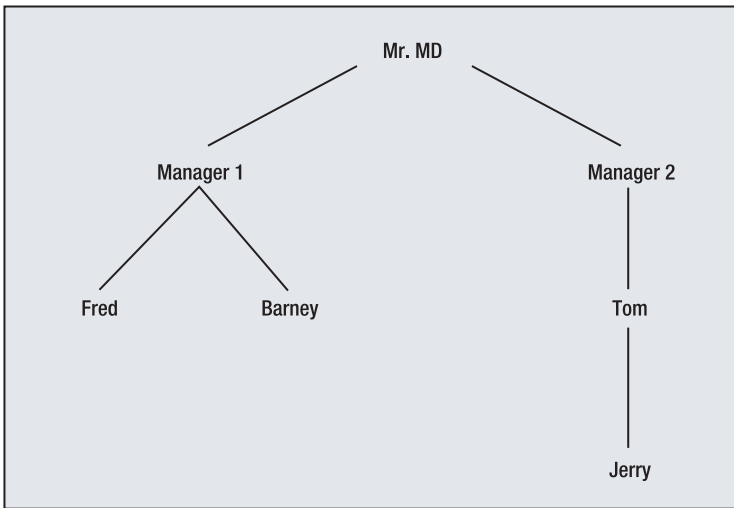 Mr. MD
Manager 1
Manager 2
Fred
Barney
Tom
Jerry